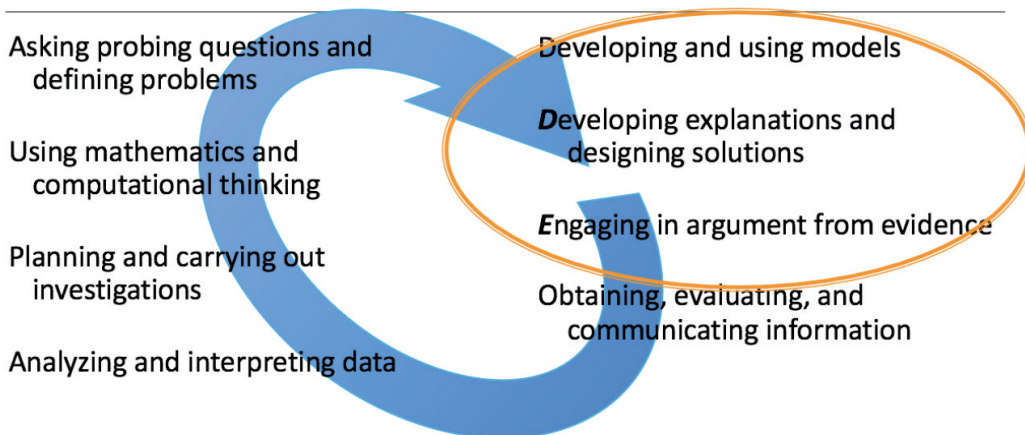 Asking probing questions and
defining problems
Using mathematics and
computational thinking
Planning and carrying out
investigations
Analyzing and interpreting data
Developing and using models
Developing explanations and
designing solutions
Engaging in argument from evidence
Obtaining, evaluating, and
communicating information